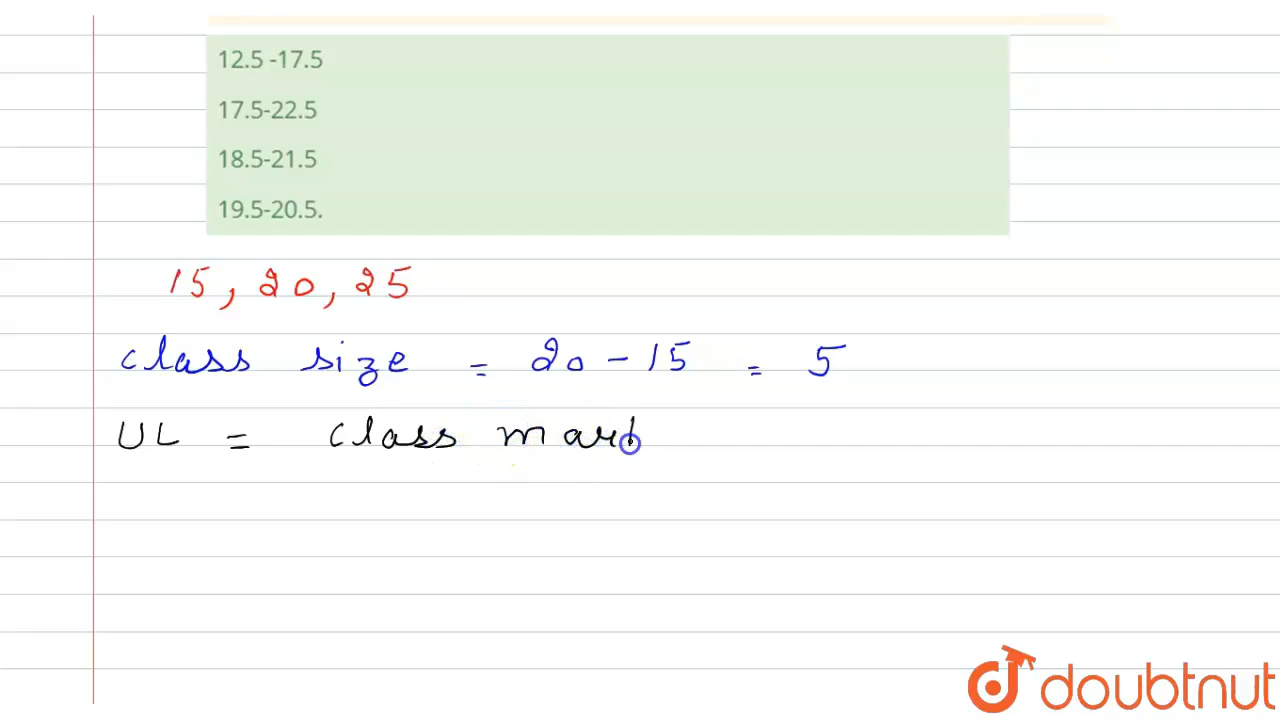 12.5 -17.5
17.5-22.5
18.5-21.5
19.5-20.5.
15, 20, 25
class size = 20 - 15 = 5
UL = class mark
doubtnut